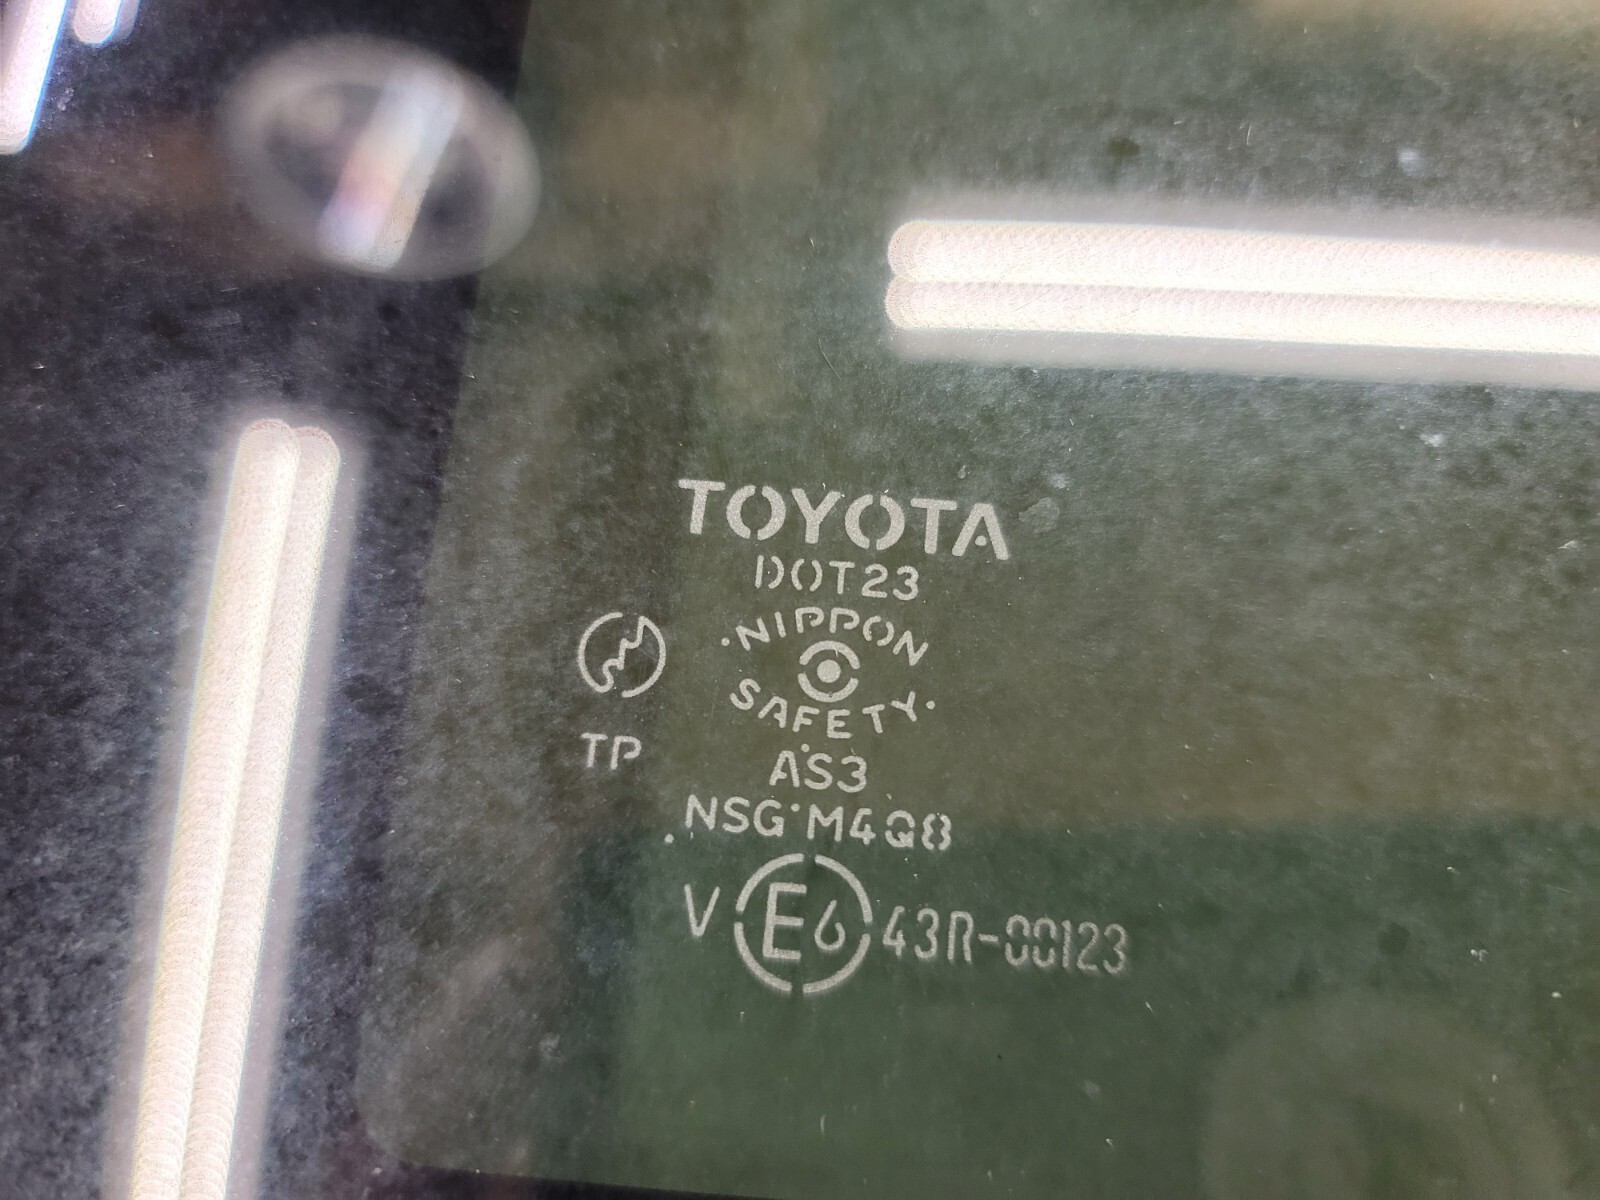 TOYOTA
DOT23
·NIPPON
SAFETY·
TP
AS3
NSG·M4Q8
V E6 43R-00123